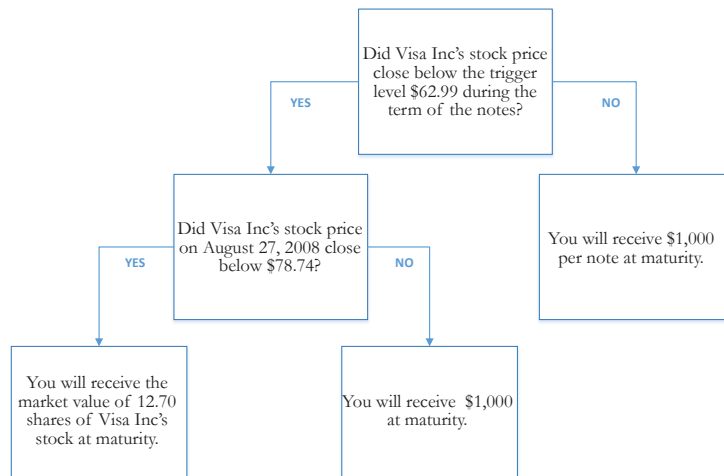 Did Visa Inc's stock price
close below the trigger
level $62.99 during the
term of the notes?
YES
NO
Did Visa Inc's stock price
on August 27, 2008 close
below $78.74?
You will receive $1,000
per note at maturity.
YES
NO
You will receive the
market value of 12.70
shares of Visa Inc's
stock at maturity.
You will receive $1,000
at maturity.